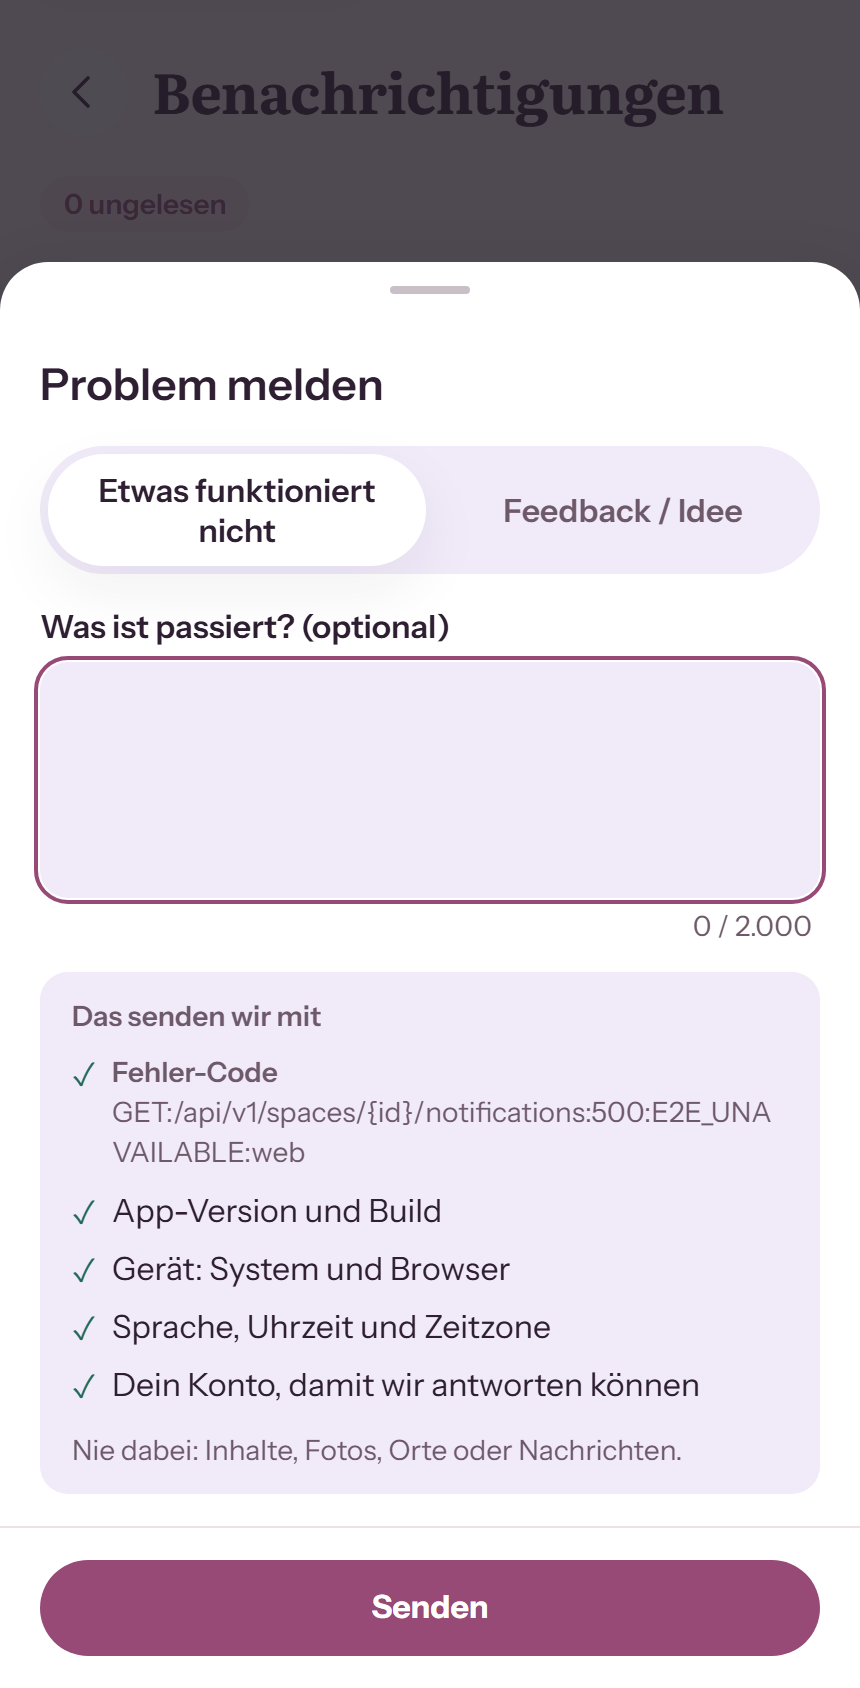 Benachrichtigungen
0 ungelesen
Problem melden
Etwas funktioniert
nicht
Feedback / Idee
Was ist passiert? (optional)
0 / 2.000
Das senden wir mit
✓ Fehler-Code
GET:/api/v1/spaces/{id}/notifications:500:E2E_UNA
VAILABLE:web
✓ App-Version und Build
✓ Gerät: System und Browser
✓ Sprache, Uhrzeit und Zeitzone
✓ Dein Konto, damit wir antworten können
Nie dabei: Inhalte, Fotos, Orte oder Nachrichten.
Senden